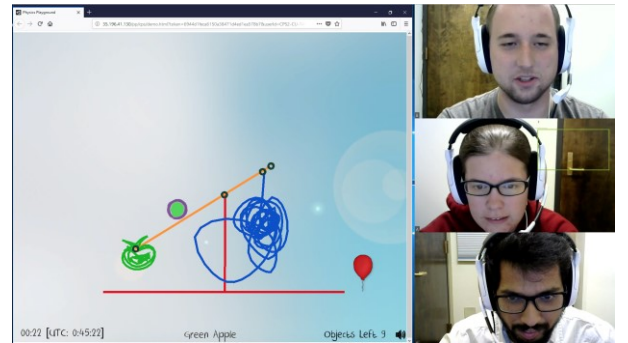 Physics Playground
00:22 [UTC: 0:45:22]
Green Apple
Objects Left 9